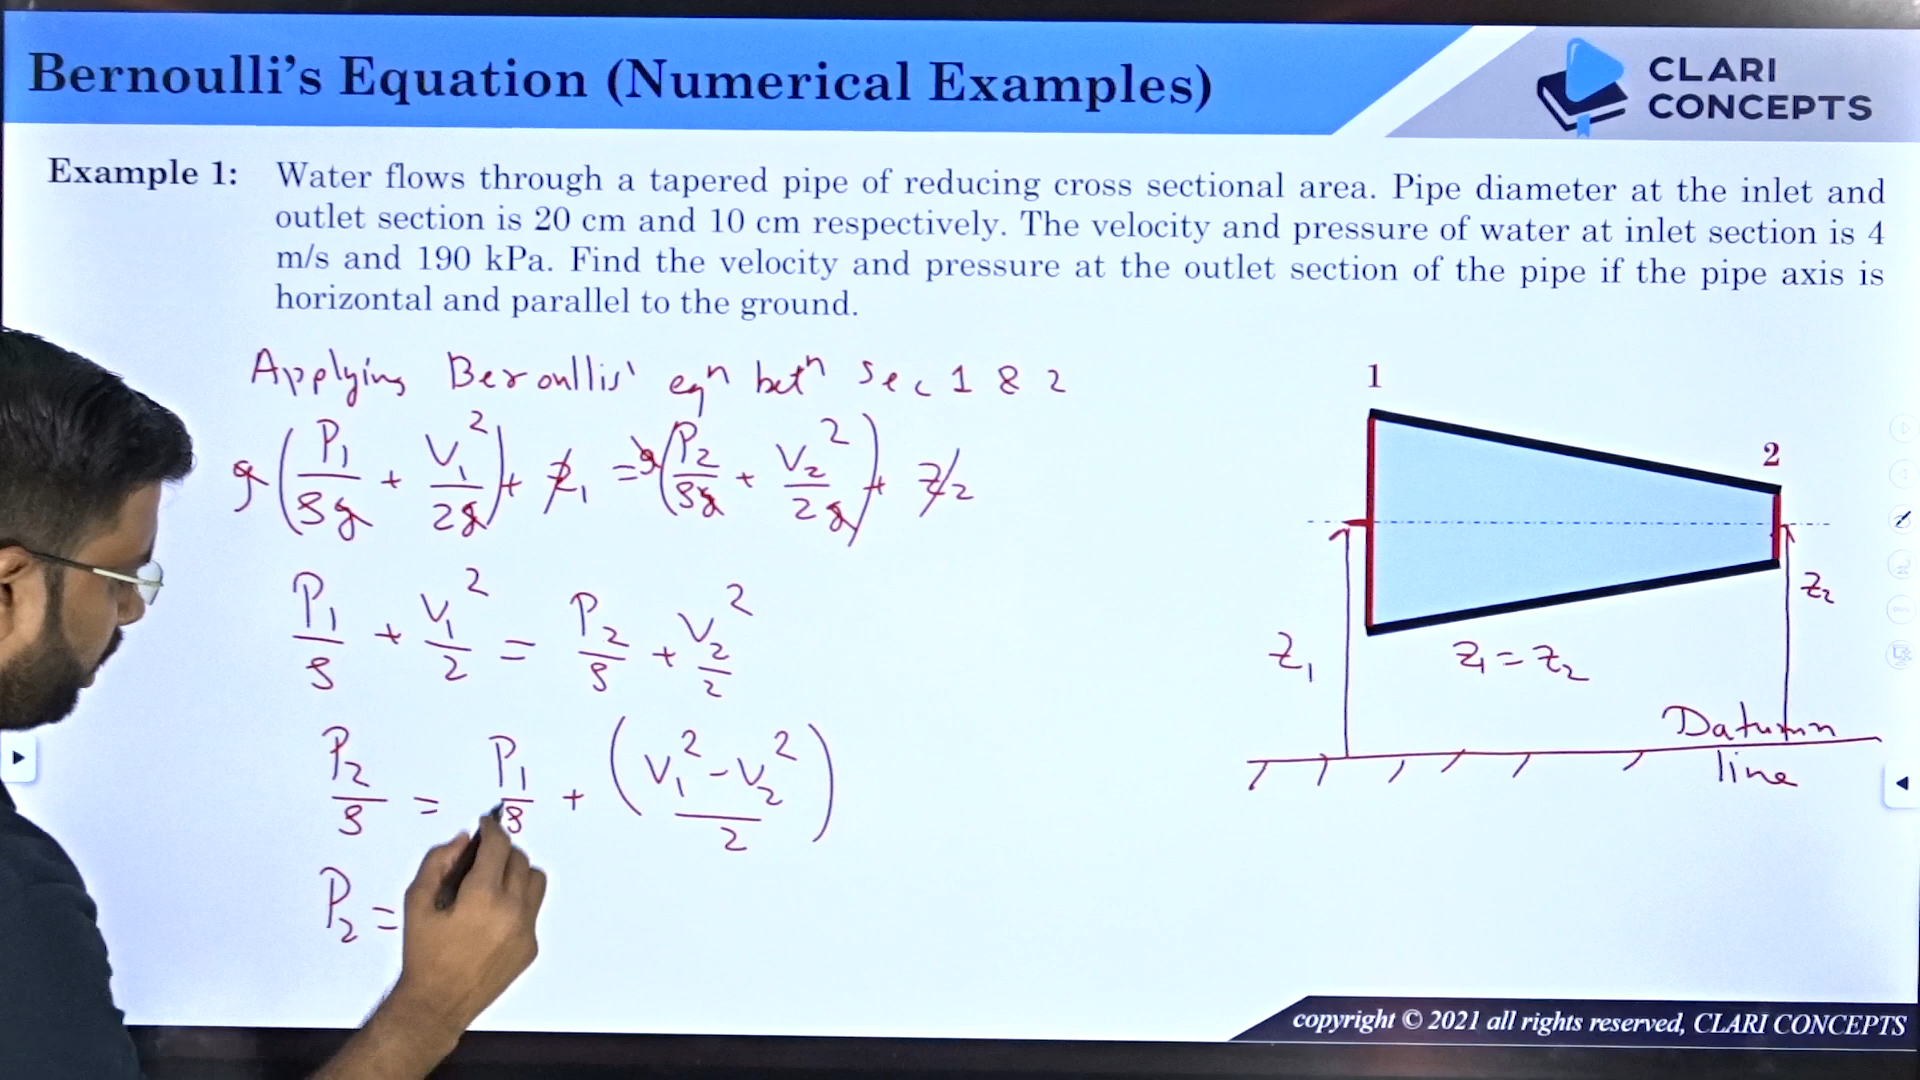 Bernoulli's Equation (Numerical Examples)
CLARI
CONCEPTS
Example 1: Water flows through a tapered pipe of reducing cross sectional area. Pipe diameter at the inlet and
outlet section is 20 cm and 10 cm respectively. The velocity and pressure of water at inlet section is 4
m/s and 190 kPa. Find the velocity and pressure at the outlet section of the pipe if the pipe axis is
horizontal and parallel to the ground.
Applying Beroullis' eqⁿ betⁿ sec 1 & 2
g(P₁/ρg + V₁²/2g) + Z₁ = g(P₂/ρg + V₂²/2g) + Z₂
P₁/ρ + V₁²/2 = P₂/ρ + V₂²/2
P₂/ρ = P₁/ρ + (V₁² - V₂²/2)
P₂ =
1
2
Z₂
Z₁
Z₁ = Z₂
Datumn
line
copyright © 2021 all rights reserved, CLARI CONCEPTS